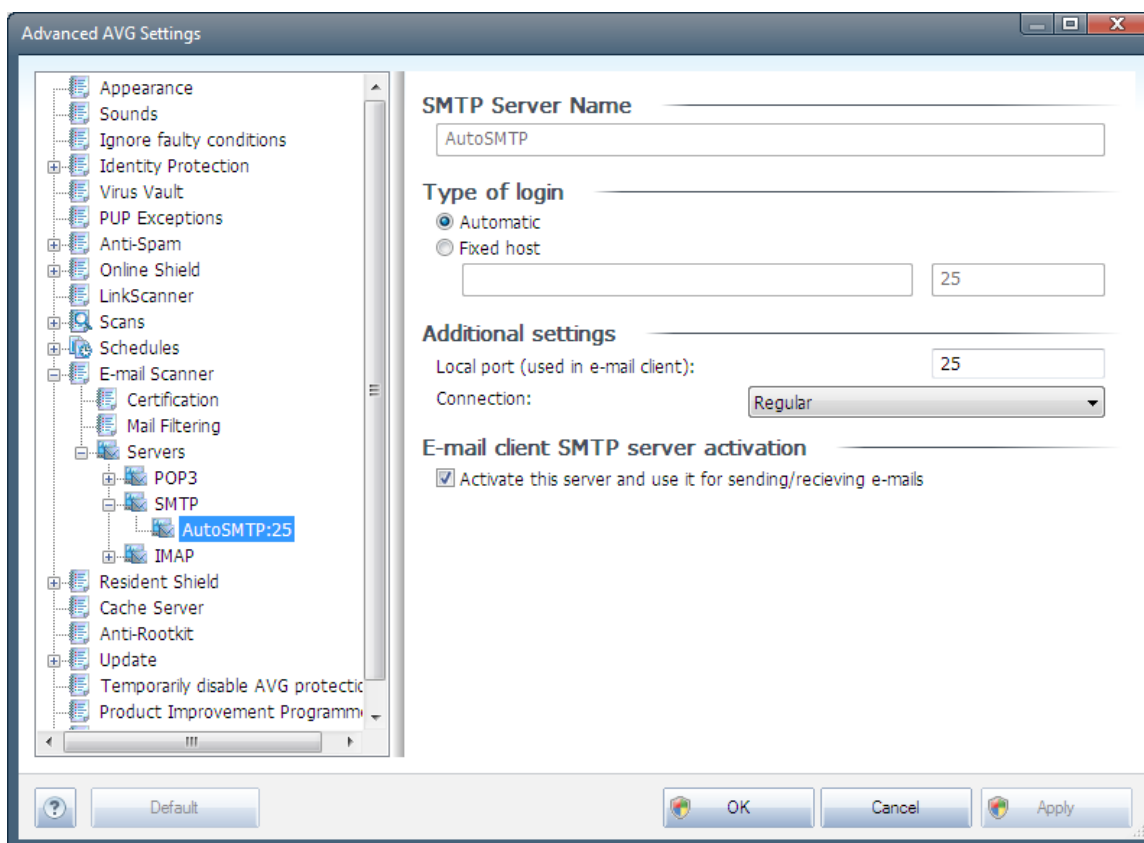 Advanced AVG Settings
Appearance
Sounds
Ignore faulty conditions
Identity Protection
Virus Vault
PUP Exceptions
Anti-Spam
Online Shield
LinkScanner
Scans
Schedules
E-mail Scanner
Certification
Mail Filtering
Servers
POP3
SMTP
AutoSMTP:25
IMAP
Resident Shield
Cache Server
Anti-Rootkit
Update
Temporarily disable AVG protectic
Product Improvement Programm
SMTP Server Name
AutoSMTP
Type of login
Automatic
Fixed host
25
Additional settings
Local port (used in e-mail client): 25
Connection: Regular
E-mail client SMTP server activation
Activate this server and use it for sending/recieving e-mails
? Default OK Cancel Apply